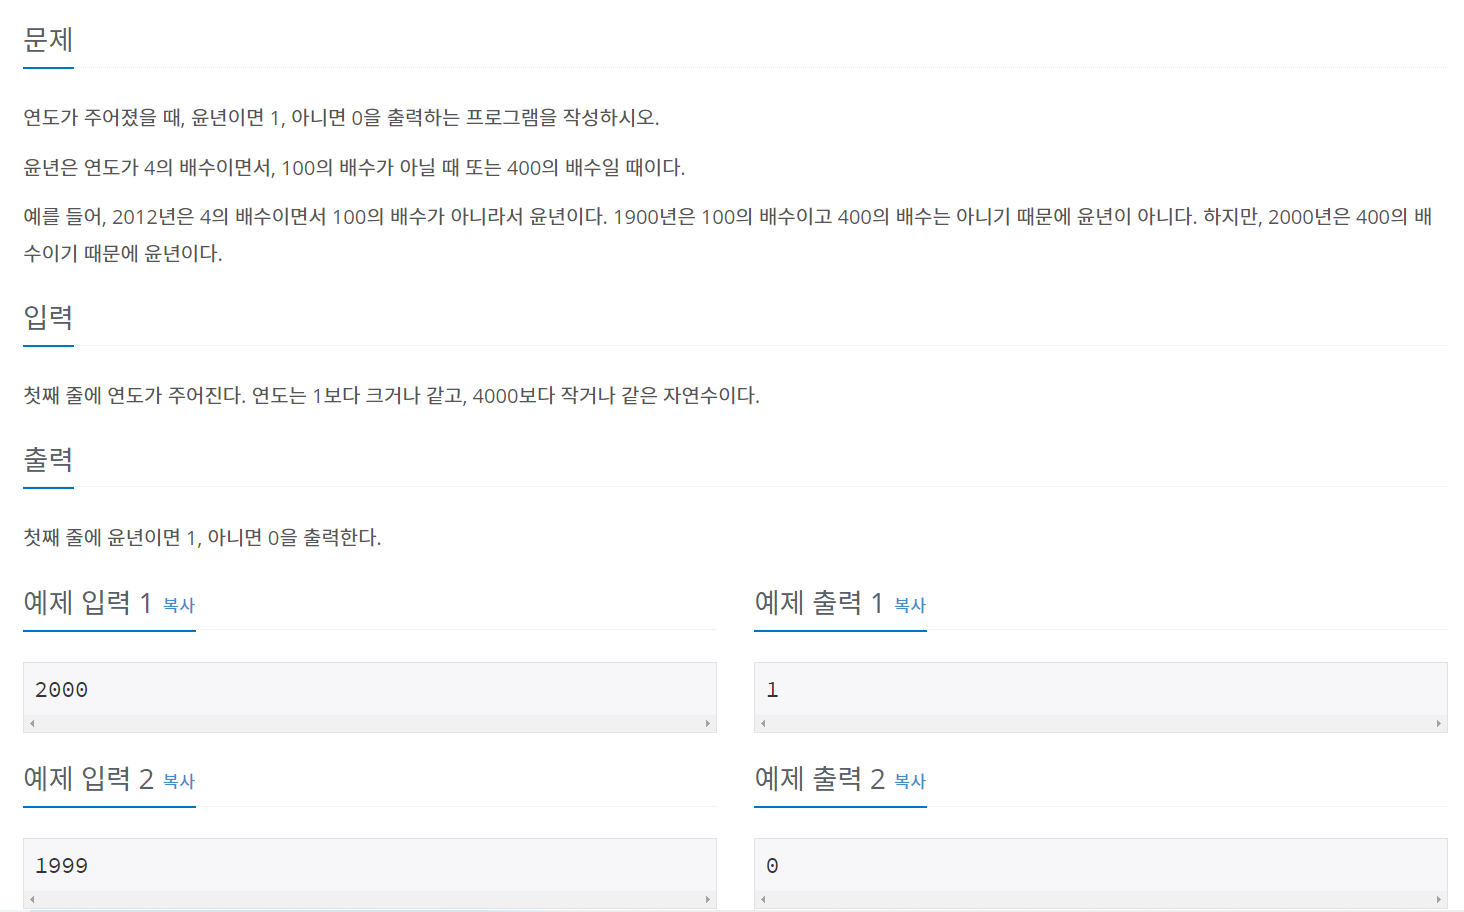 문제
연도가 주어졌을 때, 윤년이면 1, 아니면 0을 출력하는 프로그램을 작성하시오.
윤년은 연도가 4의 배수이면서, 100의 배수가 아닐 때 또는 400의 배수일 때이다.
예를 들어, 2012년은 4의 배수이면서 100의 배수가 아니라서 윤년이다. 1900년은 100의 배수이고 400의 배수는 아니기 때문에 윤년이 아니다. 하지만, 2000년은 400의 배
수이기 때문에 윤년이다.
입력
첫째 줄에 연도가 주어진다. 연도는 1보다 크거나 같고, 4000보다 작거나 같은 자연수이다.
출력
첫째 줄에 윤년이면 1, 아니면 0을 출력한다.
예제 입력 1 복사
2000
예제 출력 1 복사
1
예제 입력 2 복사
1999
예제 출력 2 복사
0